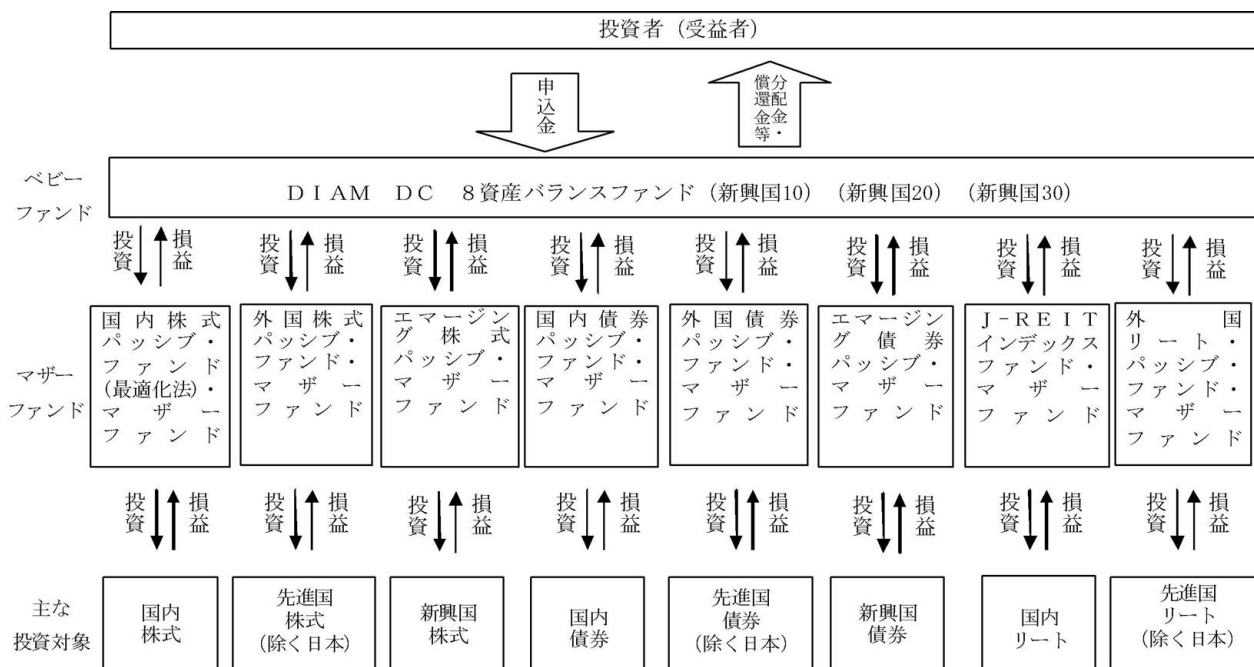 投資者（受益者）
申込金
分配金・
償還金等
ベビー
ファンド
ＤＩＡＭ　ＤＣ　８資産バランスファンド（新興国10）（新興国20）（新興国30）
投資
損益
投資
損益
投資
損益
投資
損益
投資
損益
投資
損益
投資
損益
投資
損益
マザー
ファンド
国内株式
パッシブ・
ファンド
(最適化法)・
マザー
ファンド
外国株式
パッシブ・
ファンド・
マザー
ファンド
エマージン
グ株式
パッシブ・
マザー
ファンド
国内債券
パッシブ・
ファンド・
マザー
ファンド
外国債券
パッシブ・
ファンド・
マザー
ファンド
エマージン
グ債券
パッシブ・
マザー
ファンド
Ｊ-ＲＥＩＴ
インデックス
ファンド・
マザー
ファンド
外国
リート・
パッシブ・
ファンド・
マザー
ファンド
投資
損益
投資
損益
投資
損益
投資
損益
投資
損益
投資
損益
投資
損益
投資
損益
主な
投資対象
国内
株式
先進国
株式
(除く日本)
新興国
株式
国内
債券
先進国
債券
(除く日本)
新興国
債券
国内
リート
先進国
リート
(除く日本)